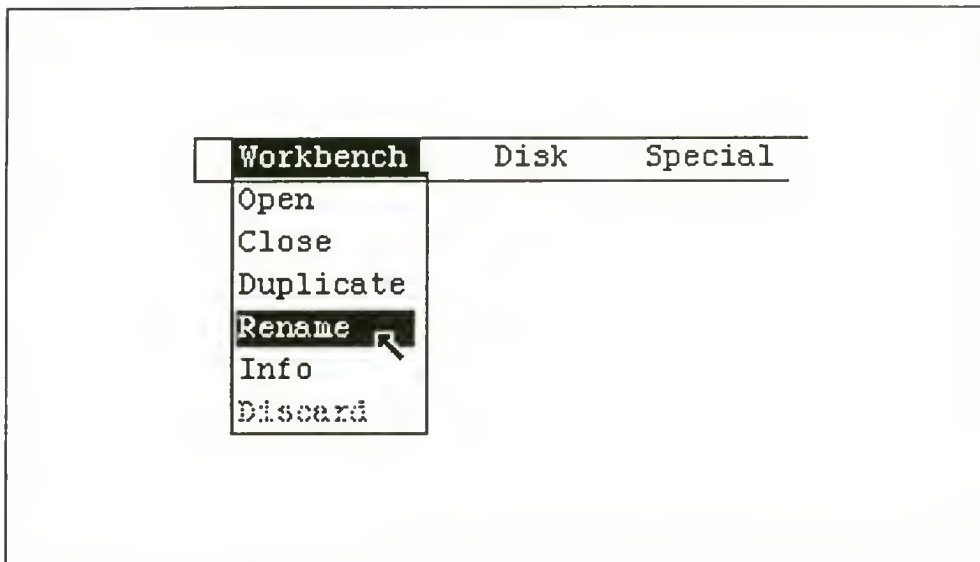 Workbench Disk Special
Open
Close
Duplicate
Rename
Info
Discard